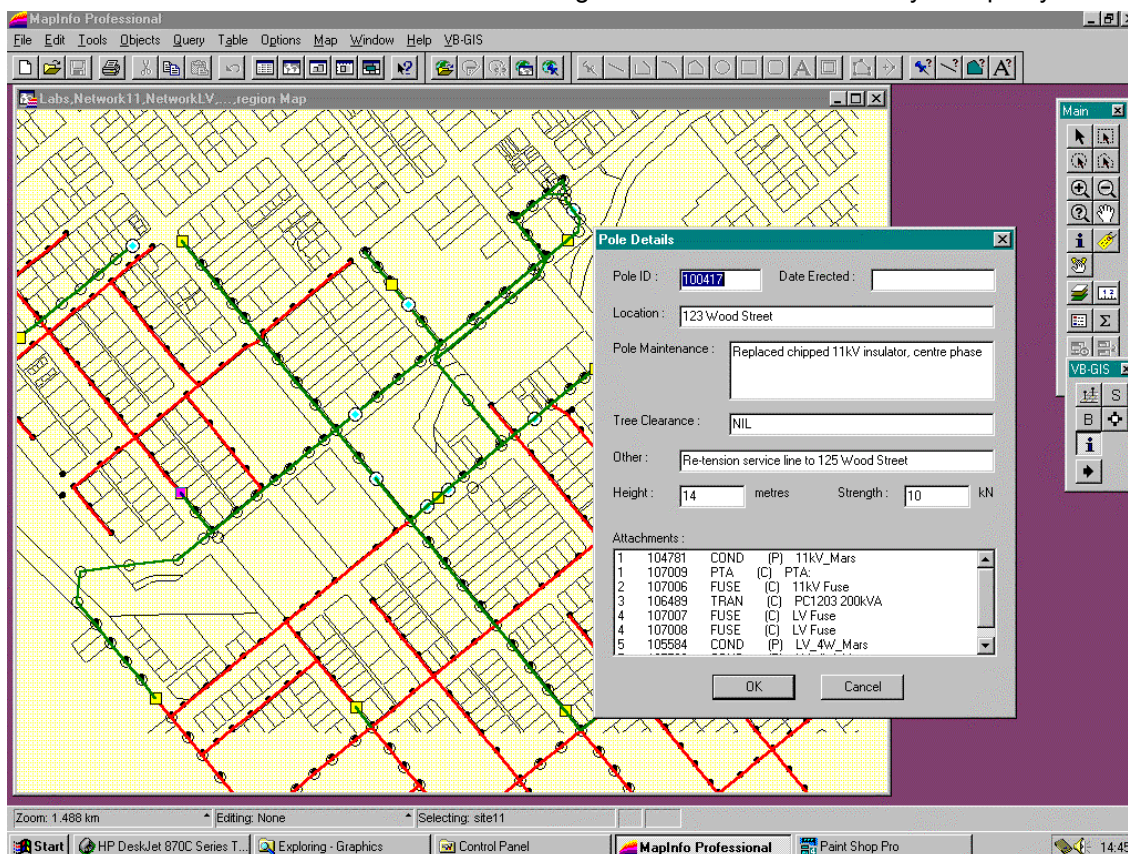 MapInfo Professional
File Edit Tools Objects Query Table Options Map Window Help VB-GIS
Labs,Network11,NetworkLV,...,region Map
Main
Pole Details
Pole ID : 100417 Date Erected :
Location : 123 Wood Street
Pole Maintenance : Replaced chipped 11kV insulator, centre phase
Tree Clearance : NIL
Other : Re-tension service line to 125 Wood Street
Height : 14 metres Strength : 10 kN
Attachments :
1 104781 COND (P) 11kV_Mars
1 107009 PTA (C) PTA:
2 107006 FUSE (C) 11kV Fuse
3 106489 TRAN (C) PC1203 200kVA
4 107007 FUSE (C) LV Fuse
4 107008 FUSE (C) LV Fuse
5 105584 COND (P) LV_4W_Mars
OK Cancel
VB-GIS
S
B
Zoom: 1.488 km Editing: None Selecting: site11
Start HP DeskJet 870C Series T... Exploring - Graphics Control Panel MapInfo Professional Paint Shop Pro 14:45